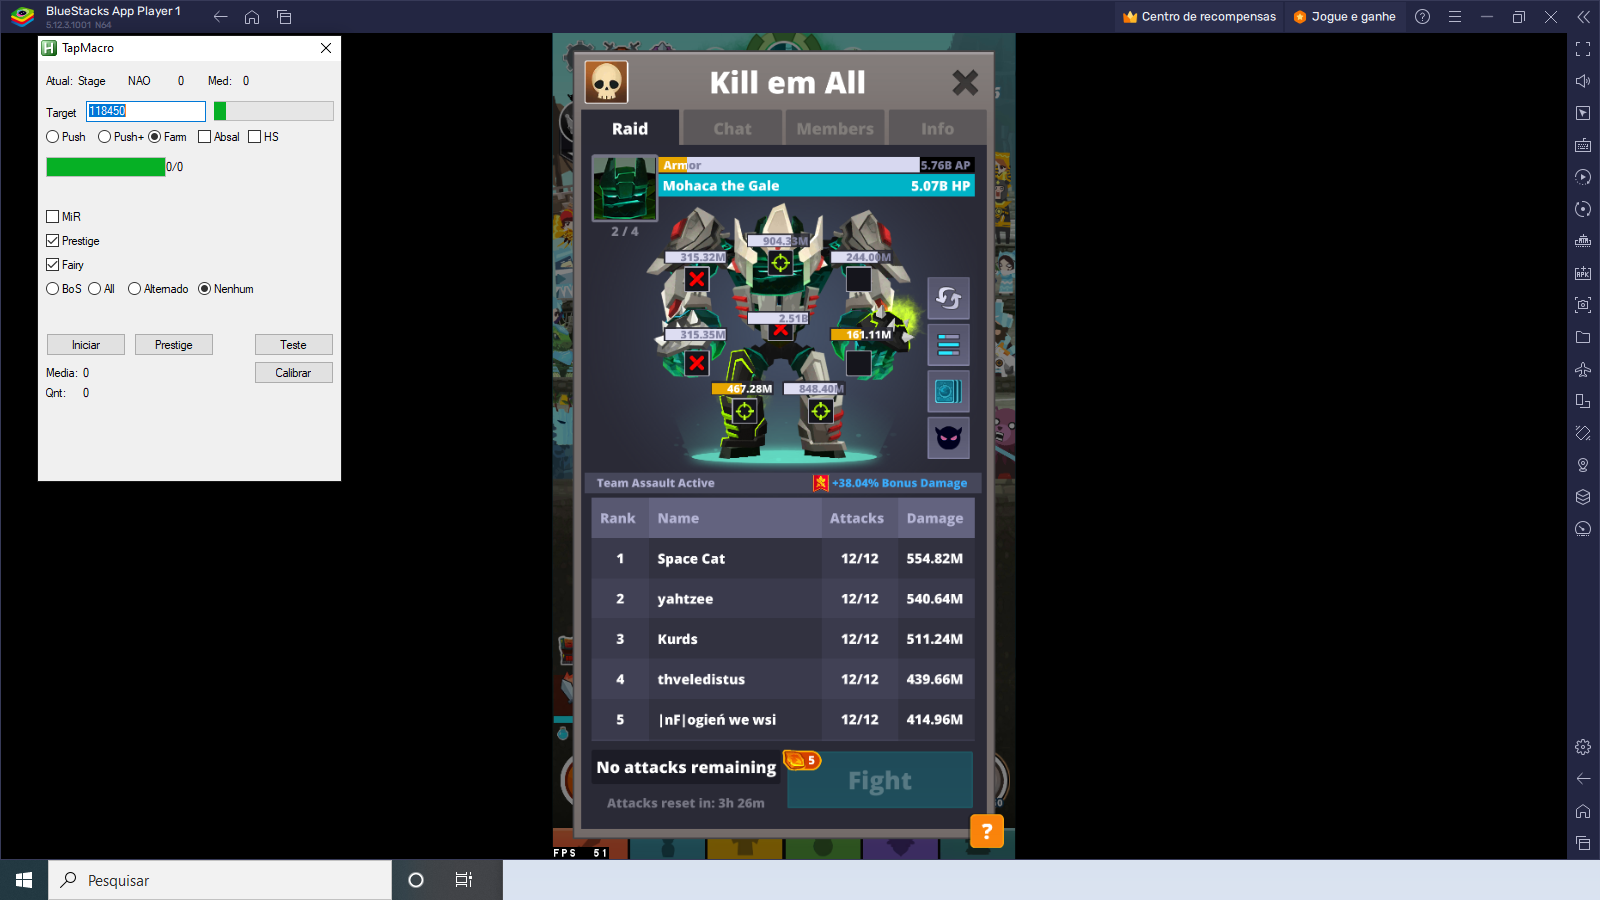 BlueStacks App Player 1
5.12.3.1001 N64
Centro de recompensas
Jogue e ganhe
TapMacro
Atual: Stage NAO 0 Med: 0
Target 118450
Push Push+ Farm Absal HS
0/0
MiR
Prestige
Fairy
BoS All Alternado Nenhum
Iniciar Prestige Teste
Media: 0 Calibrar
Qnt: 0
Kill em All
Raid Chat Members Info
Armor 5.76B AP
Mohaca the Gale 5.07B HP
2 / 4
904.33M
315.32M 244.00M
2.51B
315.35M 161.11M
467.28M 848.40M
Team Assault Active +38.04% Bonus Damage
Rank Name Attacks Damage
1 Space Cat 12/12 554.82M
2 yahtzee 12/12 540.64M
3 Kurds 12/12 511.24M
4 thveledistus 12/12 439.66M
5 |nF|ogień we wsi 12/12 414.96M
No attacks remaining 5 Fight
Attacks reset in: 3h 26m
?
FPS 51
Pesquisar